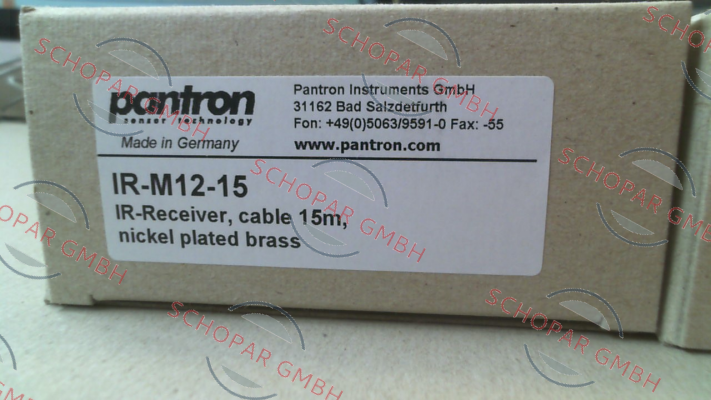 pantron
sensor technology
Made in Germany
Pantron Instruments GmbH
31162 Bad Salzdetfurth
Fon: +49(0)5063/9591-0 Fax: -55
www.pantron.com
IR-M12-15
IR-Receiver, cable 15m,
nickel plated brass
SCHOPAR GMBH
SCHOPAR GMBH
SCHOPAR GMBH
SCHOPAR GMBH
SCHOPAR GMBH
SCHOPAR GMBH
SCHOPAR GMBH